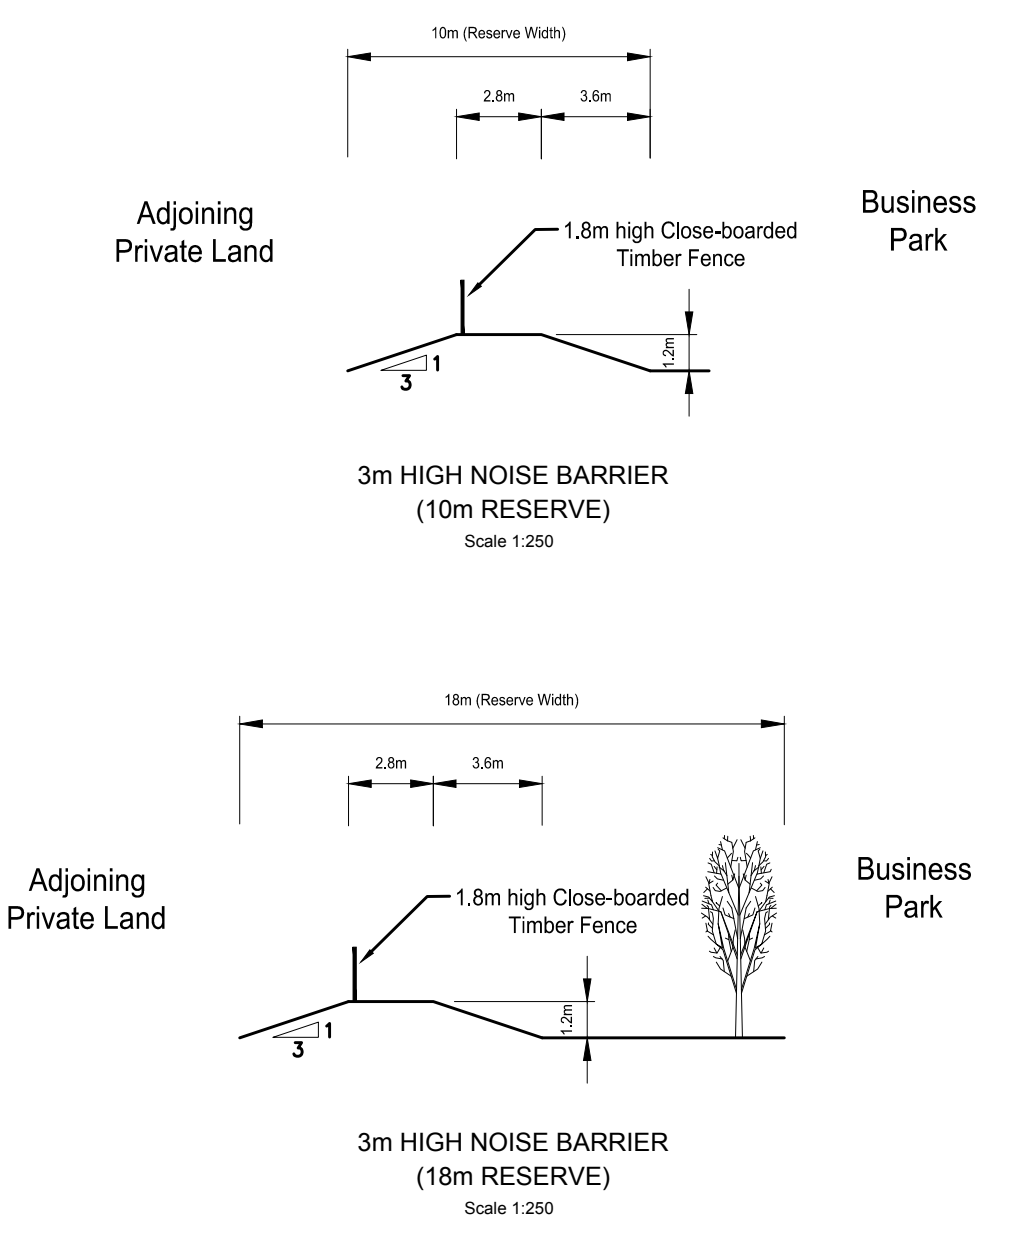 10m (Reserve Width)
2.8m
3.6m
Adjoining
Private Land
Business
Park
1.8m high Close-boarded
Timber Fence
1.2m
1
3
3m HIGH NOISE BARRIER
(10m RESERVE)
Scale 1:250
18m (Reserve Width)
2.8m
3.6m
Adjoining
Private Land
Business
Park
1.8m high Close-boarded
Timber Fence
1.2m
1
3
3m HIGH NOISE BARRIER
(18m RESERVE)
Scale 1:250